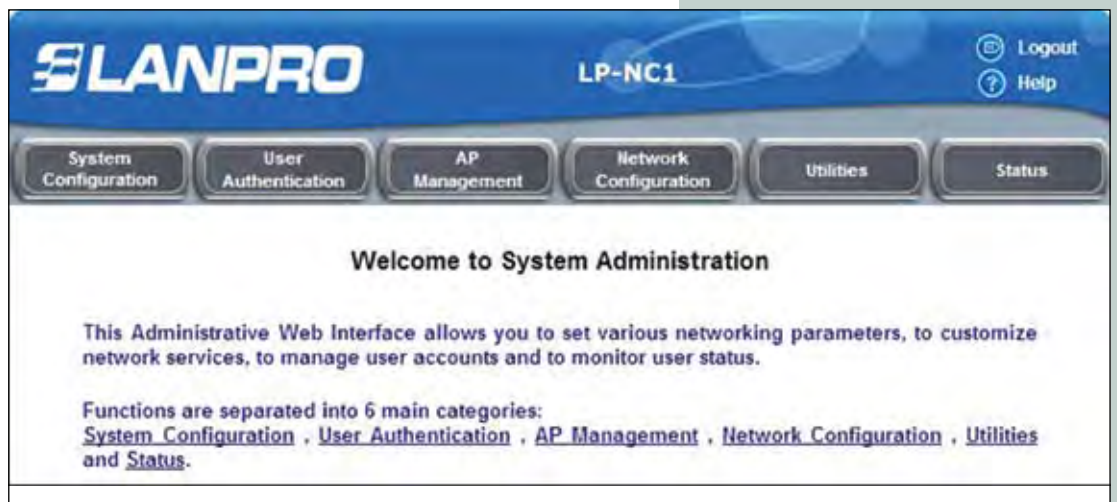 LANPRO
LP-NC1
Logout
Help
System Configuration
User Authentication
AP Management
Network Configuration
Utilities
Status
Welcome to System Administration
This Administrative Web Interface allows you to set various networking parameters, to customize
network services, to manage user accounts and to monitor user status.
Functions are separated into 6 main categories:
System Configuration , User Authentication , AP Management , Network Configuration , Utilities
and Status.